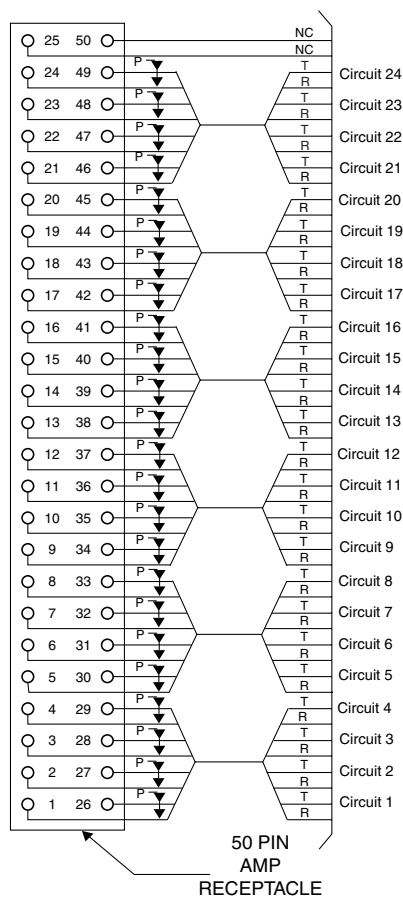 25 50 NC
NC
24 49 P T Circuit 24
R
23 48 P T Circuit 23
R
22 47 P T Circuit 22
R
21 46 P T Circuit 21
R
20 45 P T Circuit 20
R
19 44 P T Circuit 19
R
18 43 P T Circuit 18
R
17 42 P T Circuit 17
R
16 41 P T Circuit 16
R
15 40 P T Circuit 15
R
14 39 P T Circuit 14
R
13 38 P T Circuit 13
R
12 37 P T Circuit 12
R
11 36 P T Circuit 11
R
10 35 P T Circuit 10
R
9 34 P T Circuit 9
R
8 33 P T Circuit 8
R
7 32 P T Circuit 7
R
6 31 P T Circuit 6
R
5 30 P T Circuit 5
R
4 29 P T Circuit 4
R
3 28 P T Circuit 3
R
2 27 P T Circuit 2
R
1 26 P T Circuit 1
R
50 PIN
AMP
RECEPTACLE